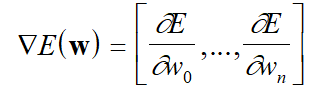 ∇E(w) = [∂E/∂w₀ ,..., ∂E/∂wₙ]